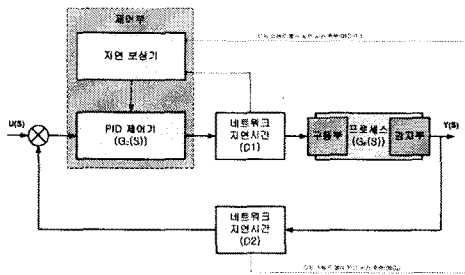 제어부
지연 보상기
U(S)
PID 제어기
(Gc(S))
네트워크
지연시간
(D1)
구동부
프로세스
(Gp(S))
감지부
Y(S)
네트워크
지연시간
(D2)